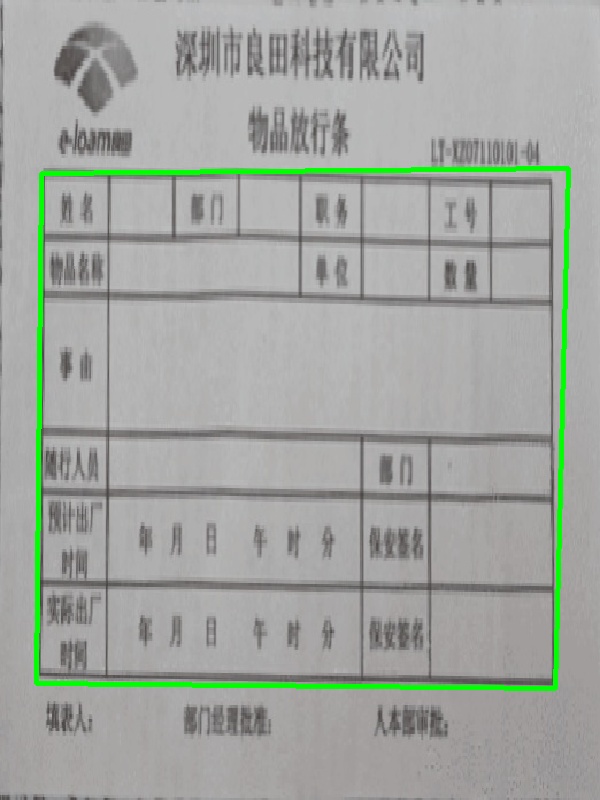 深圳市良田科技有限公司
e-loam
物品放行条
LT-XZ07110101-04
姓名 部门 职务 工号
物品名称 单位 数量
事由
随行人员 部门
预计出厂时间 年 月 日 午 时 分 保安签名
实际出厂时间 年 月 日 午 时 分 保安签名
填表人: 部门经理批准: 人本部审批: